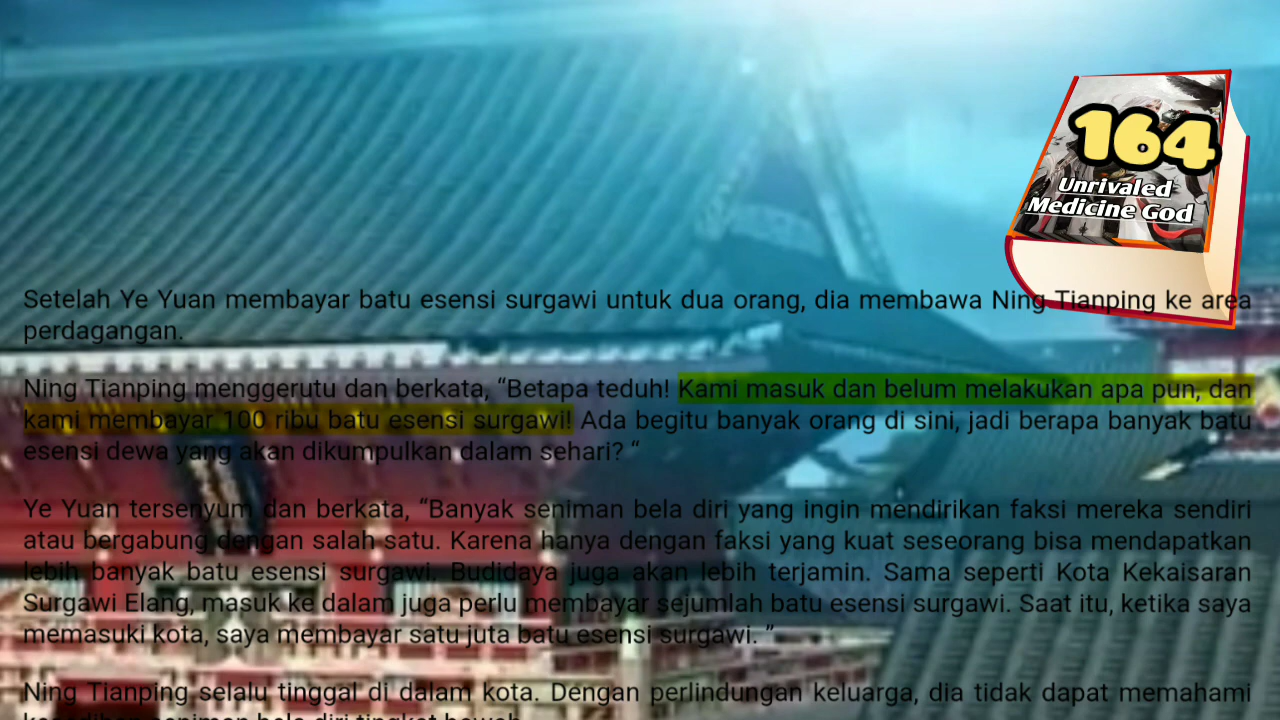 164
Unrivaled
Medicine God
Setelah Ye Yuan membayar batu esensi surgawi untuk dua orang, dia membawa Ning Tianping ke area
perdagangan.
Ning Tianping menggerutu dan berkata, “Betapa teduh! Kami masuk dan belum melakukan apa pun, dan
kami membayar 100 ribu batu esensi surgawi! Ada begitu banyak orang di sini, jadi berapa banyak batu
esensi dewa yang akan dikumpulkan dalam sehari? “
Ye Yuan tersenyum dan berkata, “Banyak seniman bela diri yang ingin mendirikan faksi mereka sendiri
atau bergabung dengan salah satu. Karena hanya dengan faksi yang kuat seseorang bisa mendapatkan
lebih banyak batu esensi surgawi. Budidaya juga akan lebih terjamin. Sama seperti Kota Kekaisaran
Surgawi Elang, masuk ke dalam juga perlu membayar sejumlah batu esensi surgawi. Saat itu, ketika saya
memasuki kota, saya membayar satu juta batu esensi surgawi. ”
Ning Tianping selalu tinggal di dalam kota. Dengan perlindungan keluarga, dia tidak dapat memahami